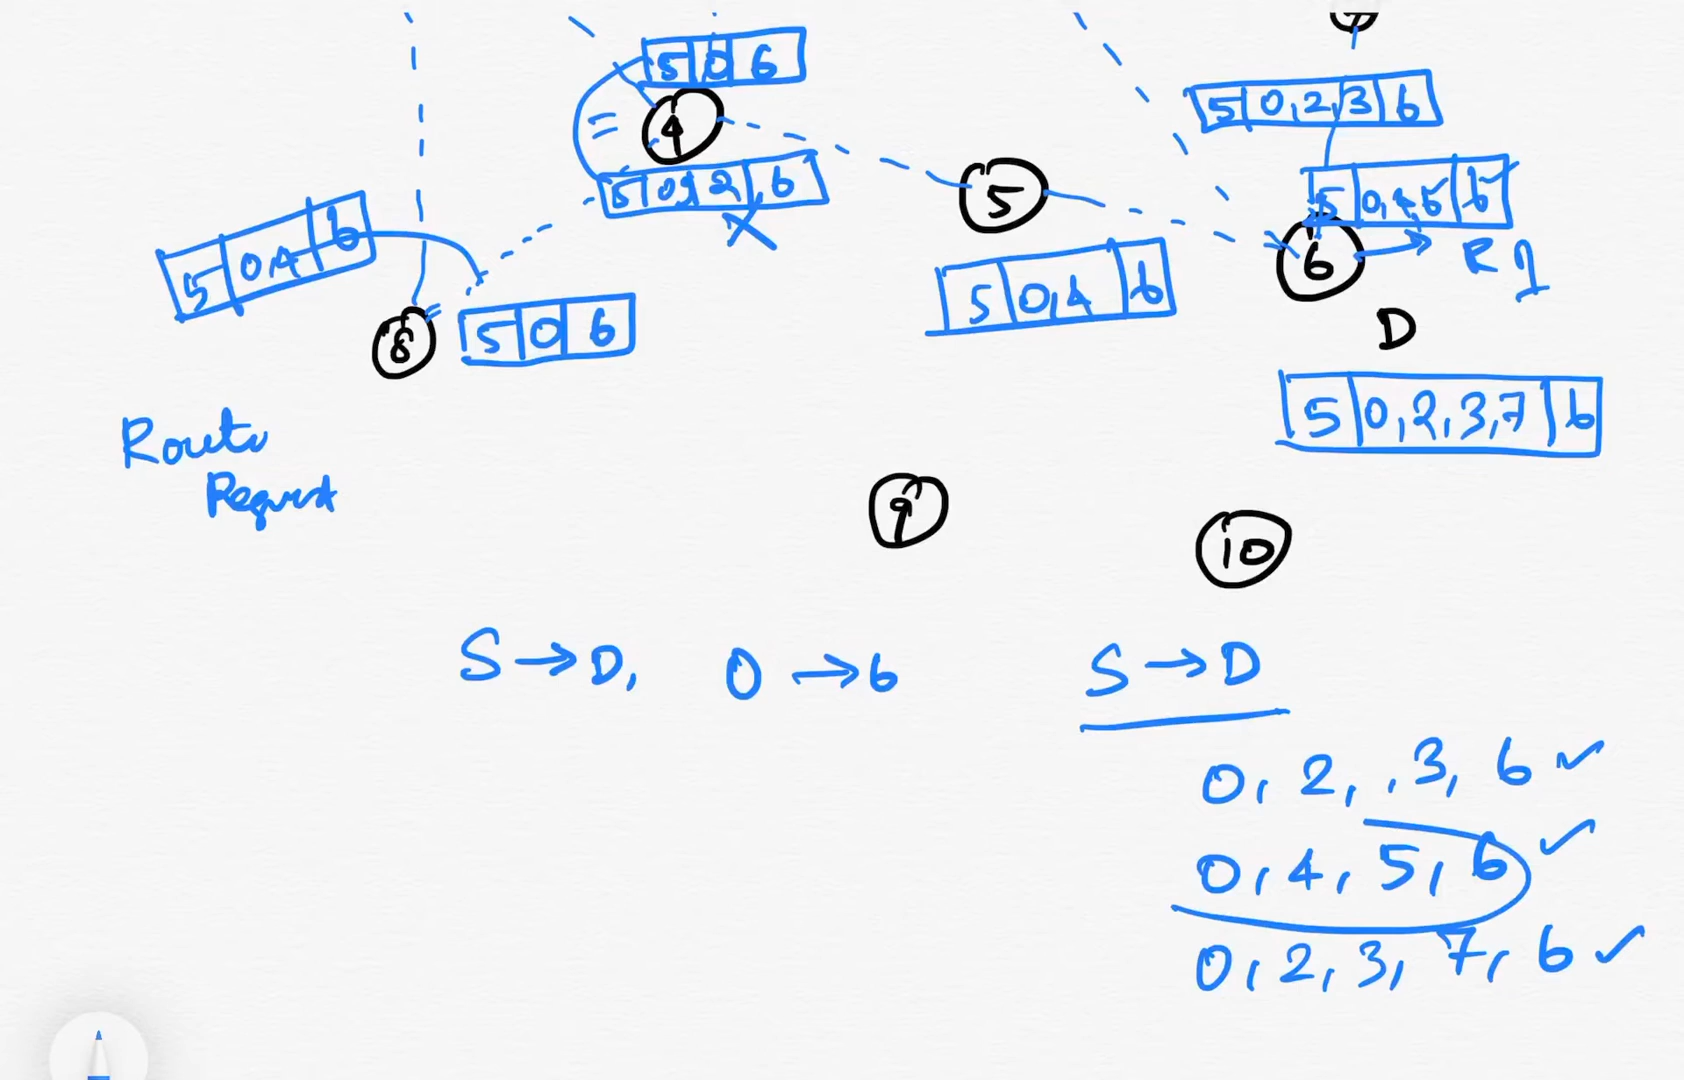 5 0 6
4
=
5 0,2 6
X
5 0,2,3 6
5 0,4,5 6
5
6
R
D
5 0,4 6
5 0,4 6
8
5 0 6
5 0,2,3,7 6
Route
Request
9
10
S → D, 0 → 6
S → D
0, 2, , 3, 6 ✓
0, 4, 5, 6 ✓
0, 2, 3, 7, 6 ✓